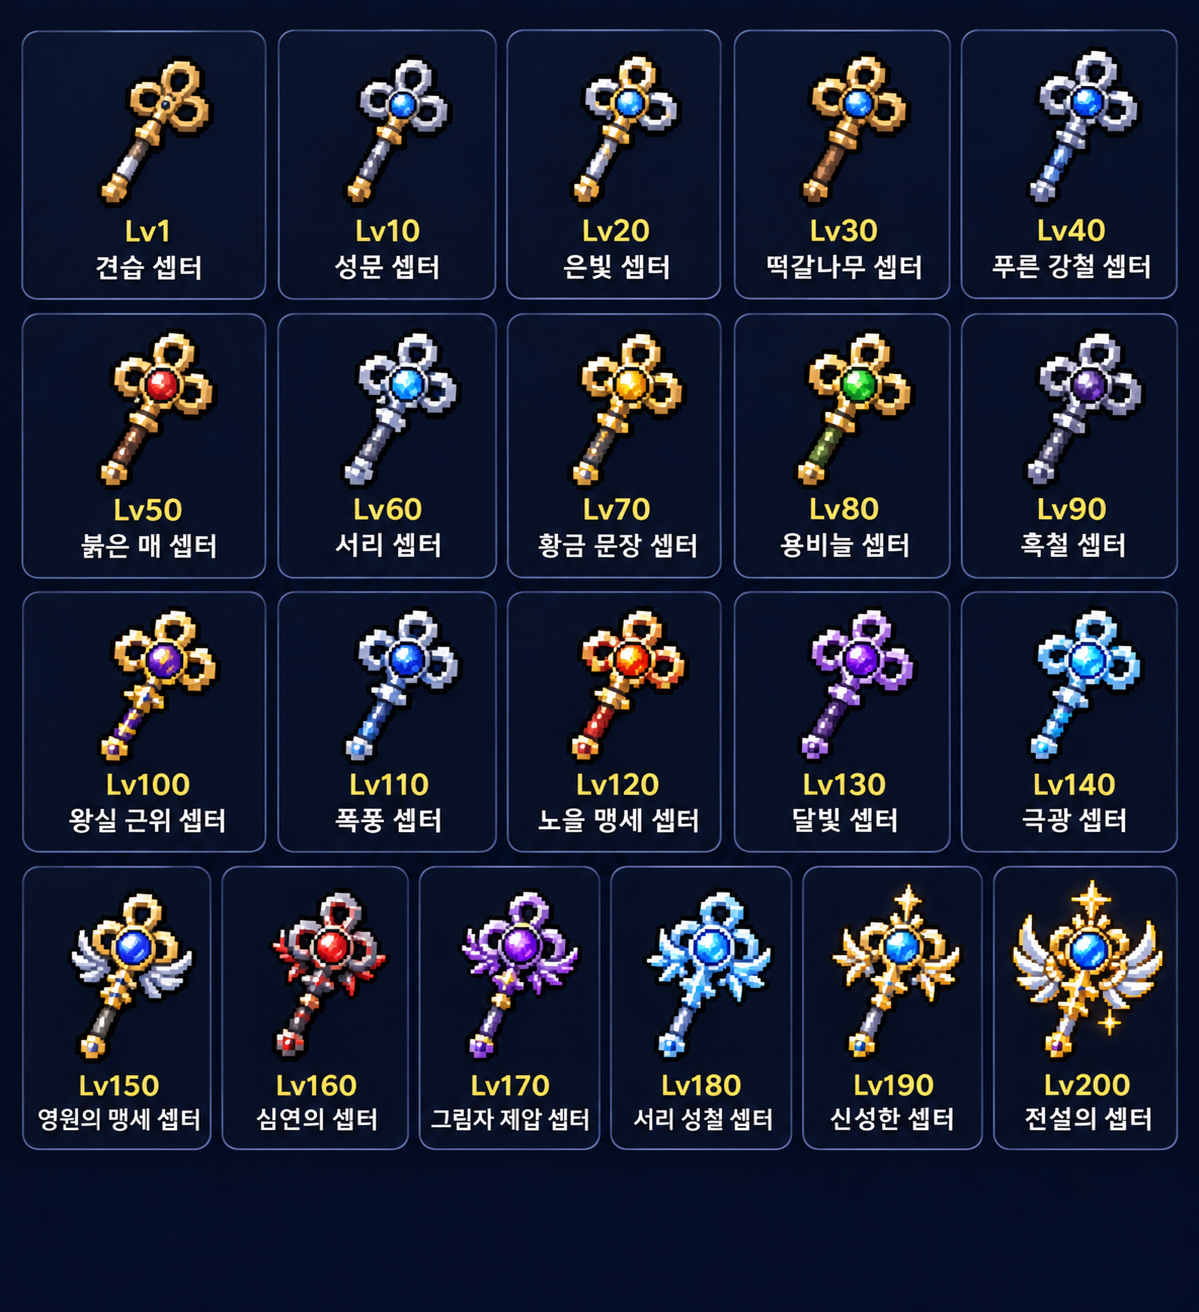 Lv1
견습 셉터
Lv10
성문 셉터
Lv20
은빛 셉터
Lv30
떡갈나무 셉터
Lv40
푸른 강철 셉터
Lv50
붉은 매 셉터
Lv60
서리 셉터
Lv70
황금 문장 셉터
Lv80
용비늘 셉터
Lv90
흑철 셉터
Lv100
왕실 근위 셉터
Lv110
폭풍 셉터
Lv120
노을 맹세 셉터
Lv130
달빛 셉터
Lv140
극광 셉터
Lv150
영원의 맹세 셉터
Lv160
심연의 셉터
Lv170
그림자 제압 셉터
Lv180
서리 성철 셉터
Lv190
신성한 셉터
Lv200
전설의 셉터